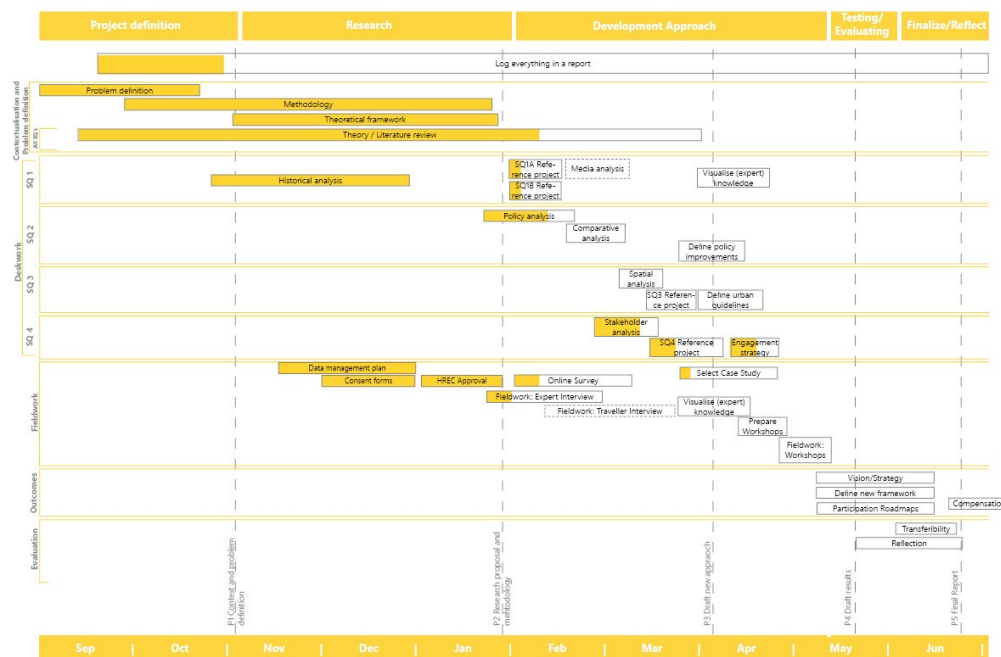 Project definition
Research
Development Approach
Testing/
Evaluating
Finalize/Reflect
Log everything in a report
Contextualisation and
Problem definition
All SQ's
Problem definition
Methodology
Theoretical framework
Theory / Literature review
Deskwork
SQ 1
SQ1A Refe-
rence project
Media analysis
Historical analysis
SQ1B Refe-
rence project
Visualise (expert)
knowledge
SQ 2
Policy analysis
Comparative
analysis
Define policy
improvements
SQ 3
Spatial
analysis
SQ3 Referen-
ce project
Define urban
guidelines
SQ 4
Stakeholder
analysis
SQ4 Reference
project
Engagement
strategy
Fieldwork
Data management plan
Consent forms
HREC Approval
Online Survey
Select Case Study
Fieldwork: Expert Interview
Fieldwork: Traveller Interview
Visualise (expert)
knowledge
Prepare
Workshops
Fieldwork:
Workshops
Outcomes
Vision/Strategy
Define new framework
Participation Roadmaps
Compensatio
Evaluation
Transferibility
Reflection
P1 Context and problem
definition
P2 Research proposal and
methodology
P3 Draft new appraoch
P4 Draft results
P5 Final Report
Sep | Oct | Nov | Dec | Jan | Feb | Mar | Apr | May | Jun |